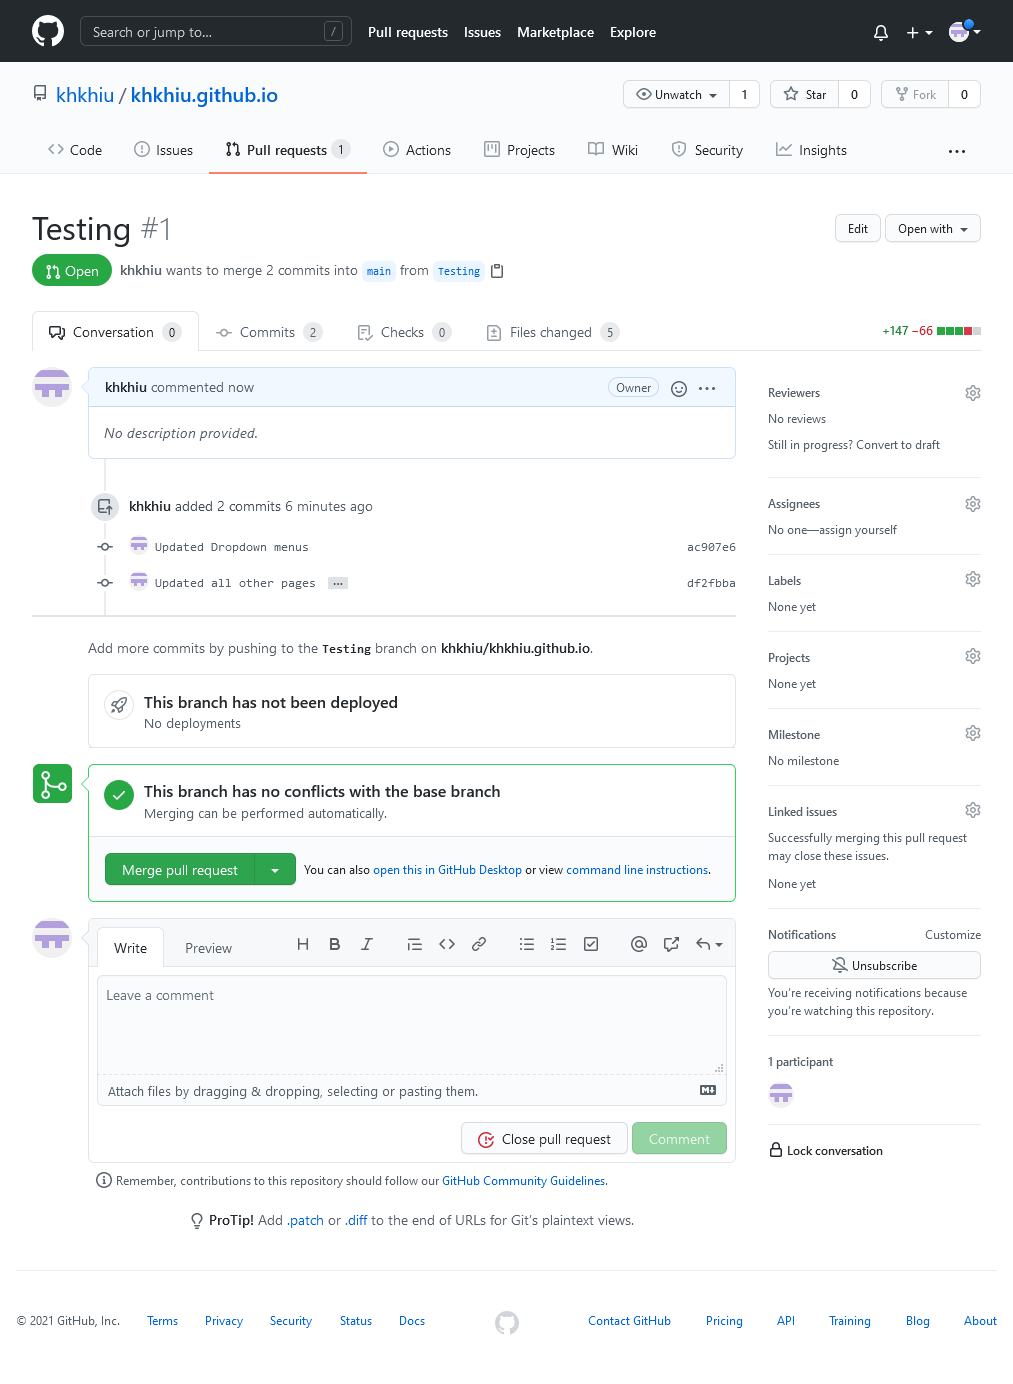 Search or jump to... /
Pull requests Issues Marketplace Explore
khkhiu / khkhiu.github.io
Unwatch 1 Star 0 Fork 0
Code Issues Pull requests 1 Actions Projects Wiki Security Insights ...
Testing #1
Edit Open with
Open khkhiu wants to merge 2 commits into main from Testing
Conversation 0 Commits 2 Checks 0 Files changed 5
+147 −66
khkhiu commented now Owner ...
No description provided.
khkhiu added 2 commits 6 minutes ago
Updated Dropdown menus ac907e6
Updated all other pages ... df2fbba
Add more commits by pushing to the Testing branch on khkhiu/khkhiu.github.io.
This branch has not been deployed
No deployments
This branch has no conflicts with the base branch
Merging can be performed automatically.
Merge pull request You can also open this in GitHub Desktop or view command line instructions.
Write Preview H B I
Leave a comment
Attach files by dragging & dropping, selecting or pasting them.
Close pull request Comment
Remember, contributions to this repository should follow our GitHub Community Guidelines.
ProTip! Add .patch or .diff to the end of URLs for Git's plaintext views.
Reviewers
No reviews
Still in progress? Convert to draft
Assignees
No one—assign yourself
Labels
None yet
Projects
None yet
Milestone
No milestone
Linked issues
Successfully merging this pull request
may close these issues.
None yet
Notifications Customize
Unsubscribe
You're receiving notifications because
you're watching this repository.
1 participant
Lock conversation
© 2021 GitHub, Inc. Terms Privacy Security Status Docs Contact GitHub Pricing API Training Blog About